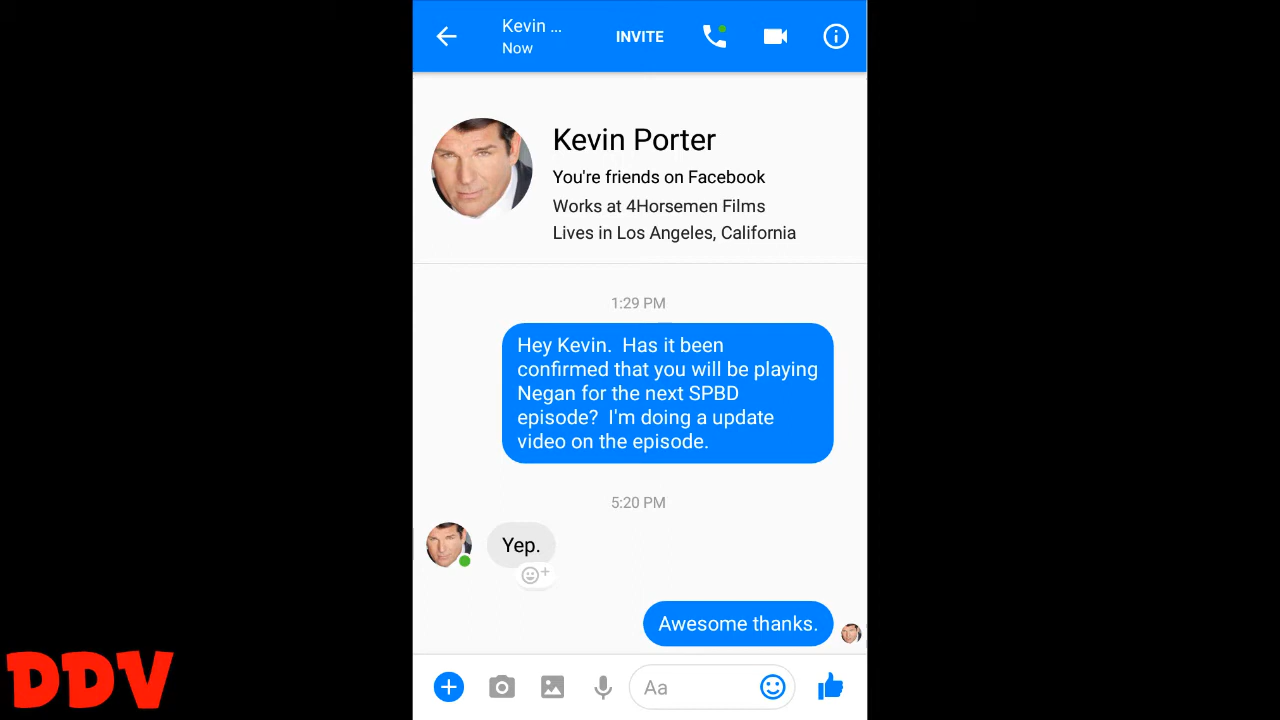 Kevin ...
Now
INVITE
Kevin Porter
You're friends on Facebook
Works at 4Horsemen Films
Lives in Los Angeles, California
1:29 PM
Hey Kevin.  Has it been
confirmed that you will be playing
Negan for the next SPBD
episode?  I'm doing a update
video on the episode.
5:20 PM
Yep.
Awesome thanks.
Aa
DDV